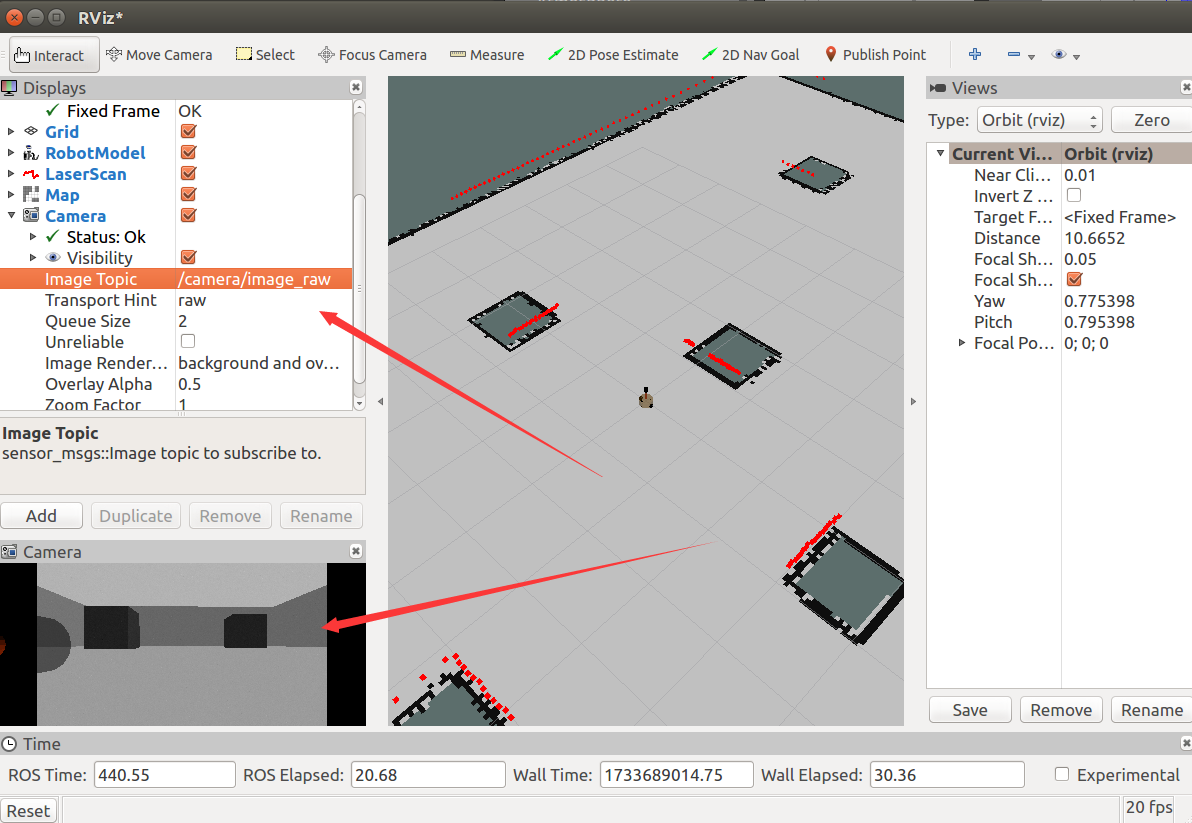 RViz*
Interact Move Camera Select Focus Camera Measure 2D Pose Estimate 2D Nav Goal Publish Point
Displays
Fixed Frame OK
Grid
RobotModel
LaserScan
Map
Camera
Status: Ok
Visibility
Image Topic /camera/image_raw
Transport Hint raw
Queue Size 2
Unreliable
Image Render... background and ov...
Overlay Alpha 0.5
Zoom Factor 1
Image Topic
sensor_msgs::Image topic to subscribe to.
Add Duplicate Remove Rename
Camera
Views
Type: Orbit (rviz) Zero
Current Vi... Orbit (rviz)
Near Cli... 0.01
Invert Z ...
Target F... <Fixed Frame>
Distance 10.6652
Focal Sh... 0.05
Focal Sh...
Yaw 0.775398
Pitch 0.795398
Focal Po... 0; 0; 0
Save Remove Rename
Time
ROS Time: 440.55 ROS Elapsed: 20.68 Wall Time: 1733689014.75 Wall Elapsed: 30.36 Experimental
Reset 20 fps